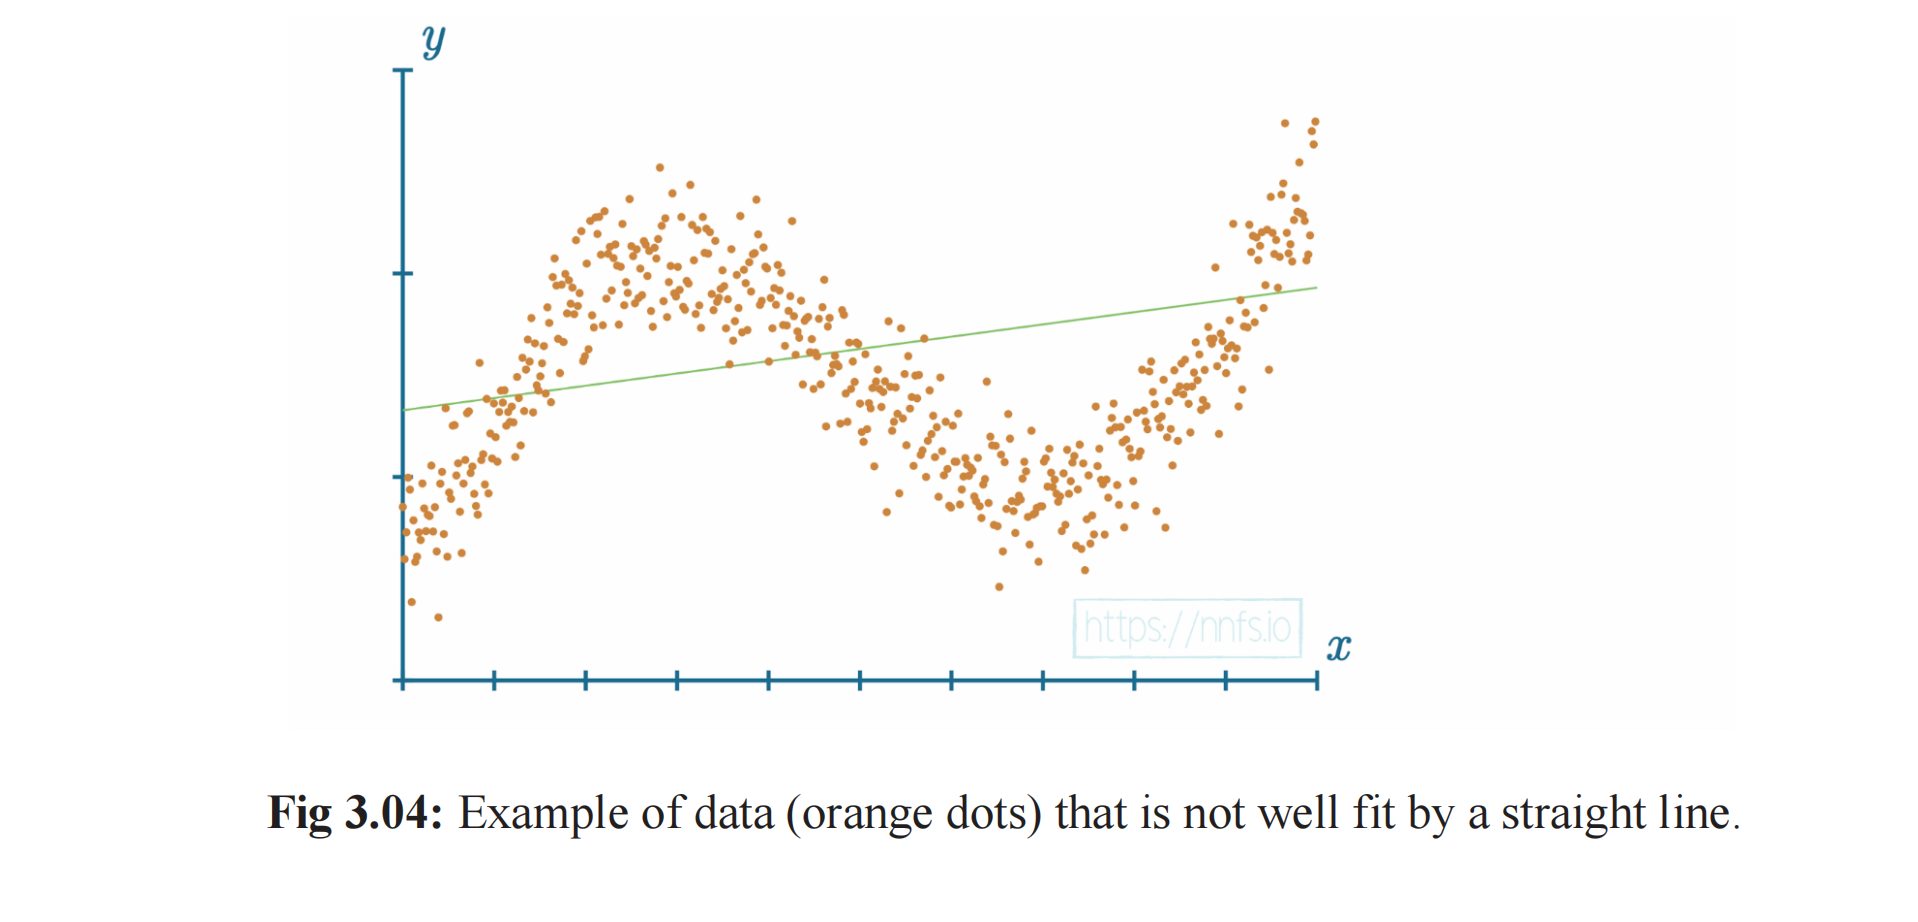 y
https://nnfs.io
x
Fig 3.04: Example of data (orange dots) that is not well fit by a straight line.